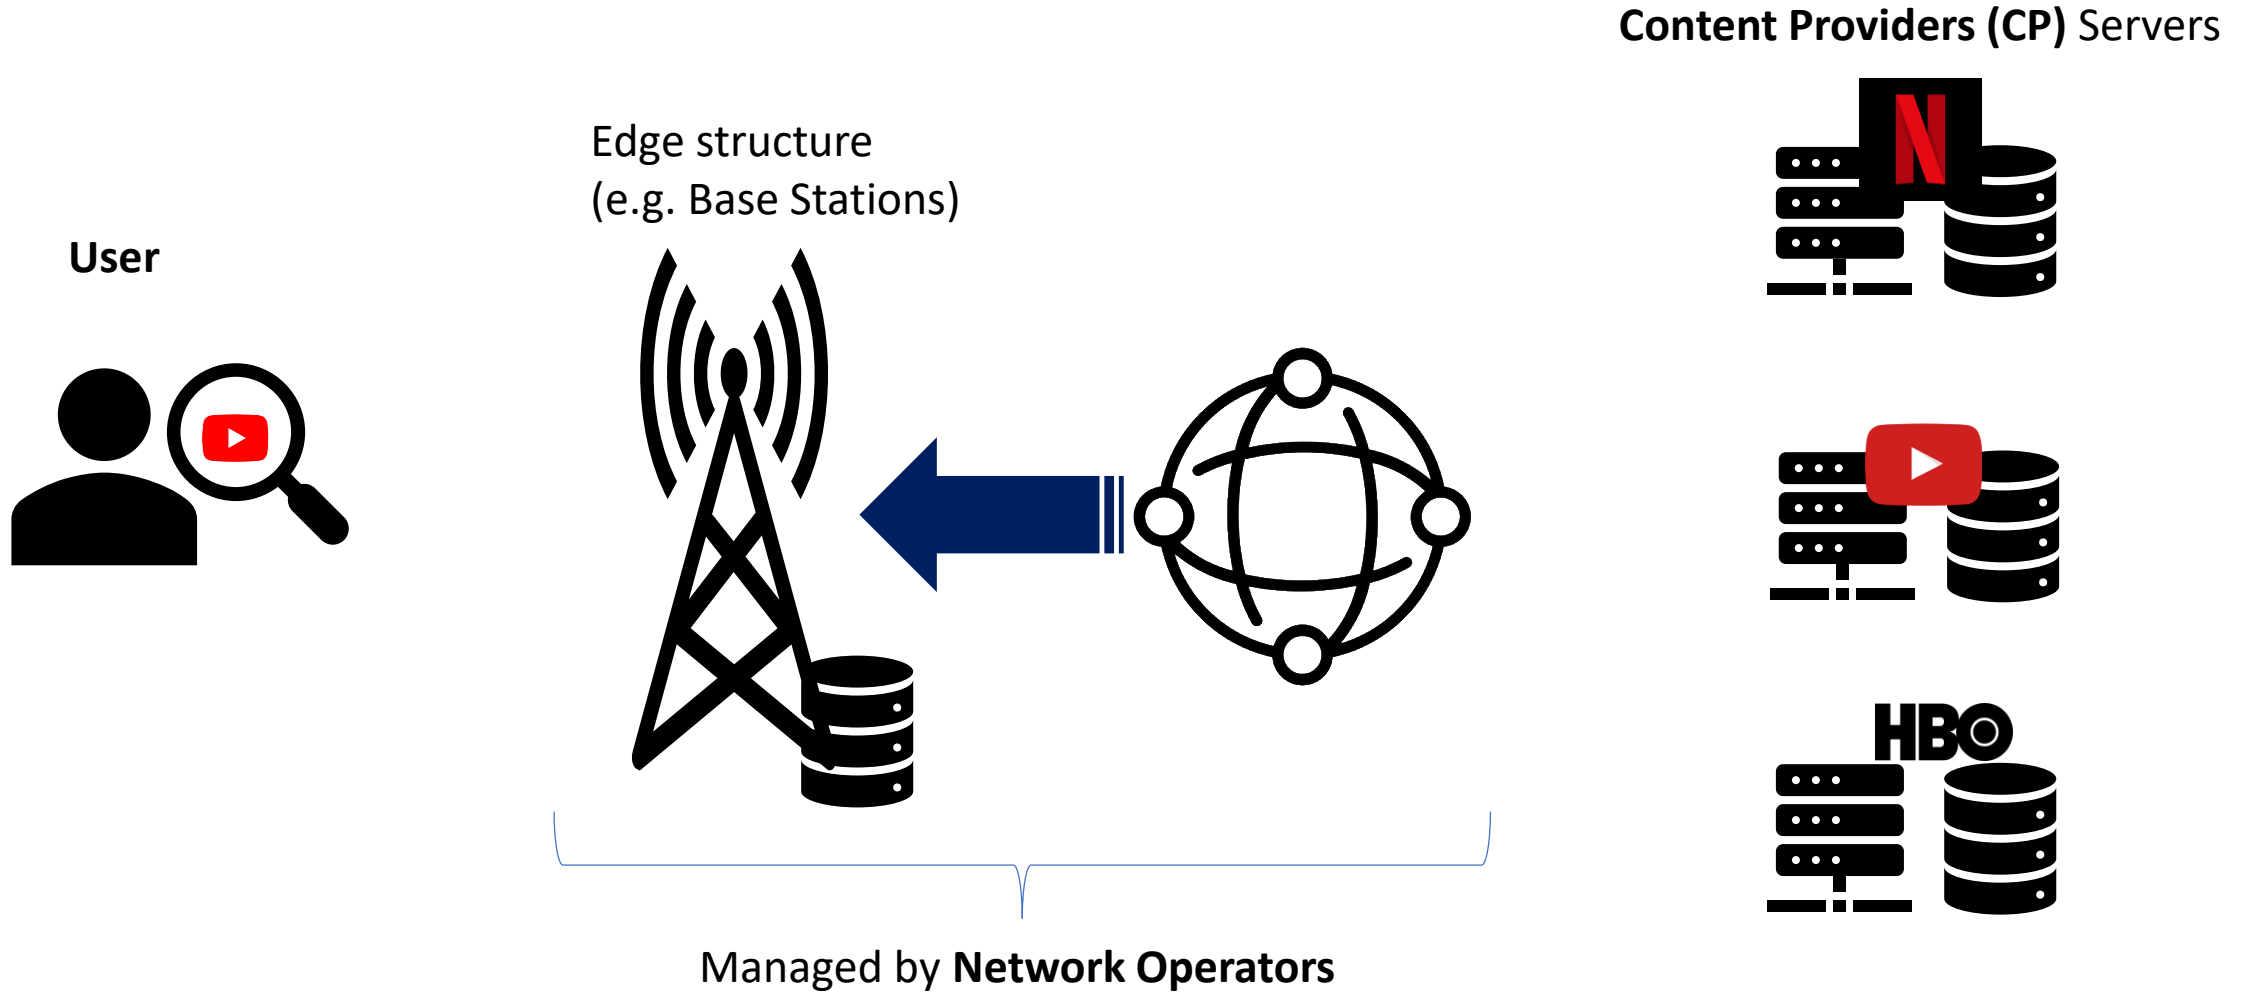 Content Providers (CP) Servers
N
Edge structure
(e.g. Base Stations)
User
HBO
Managed by Network Operators